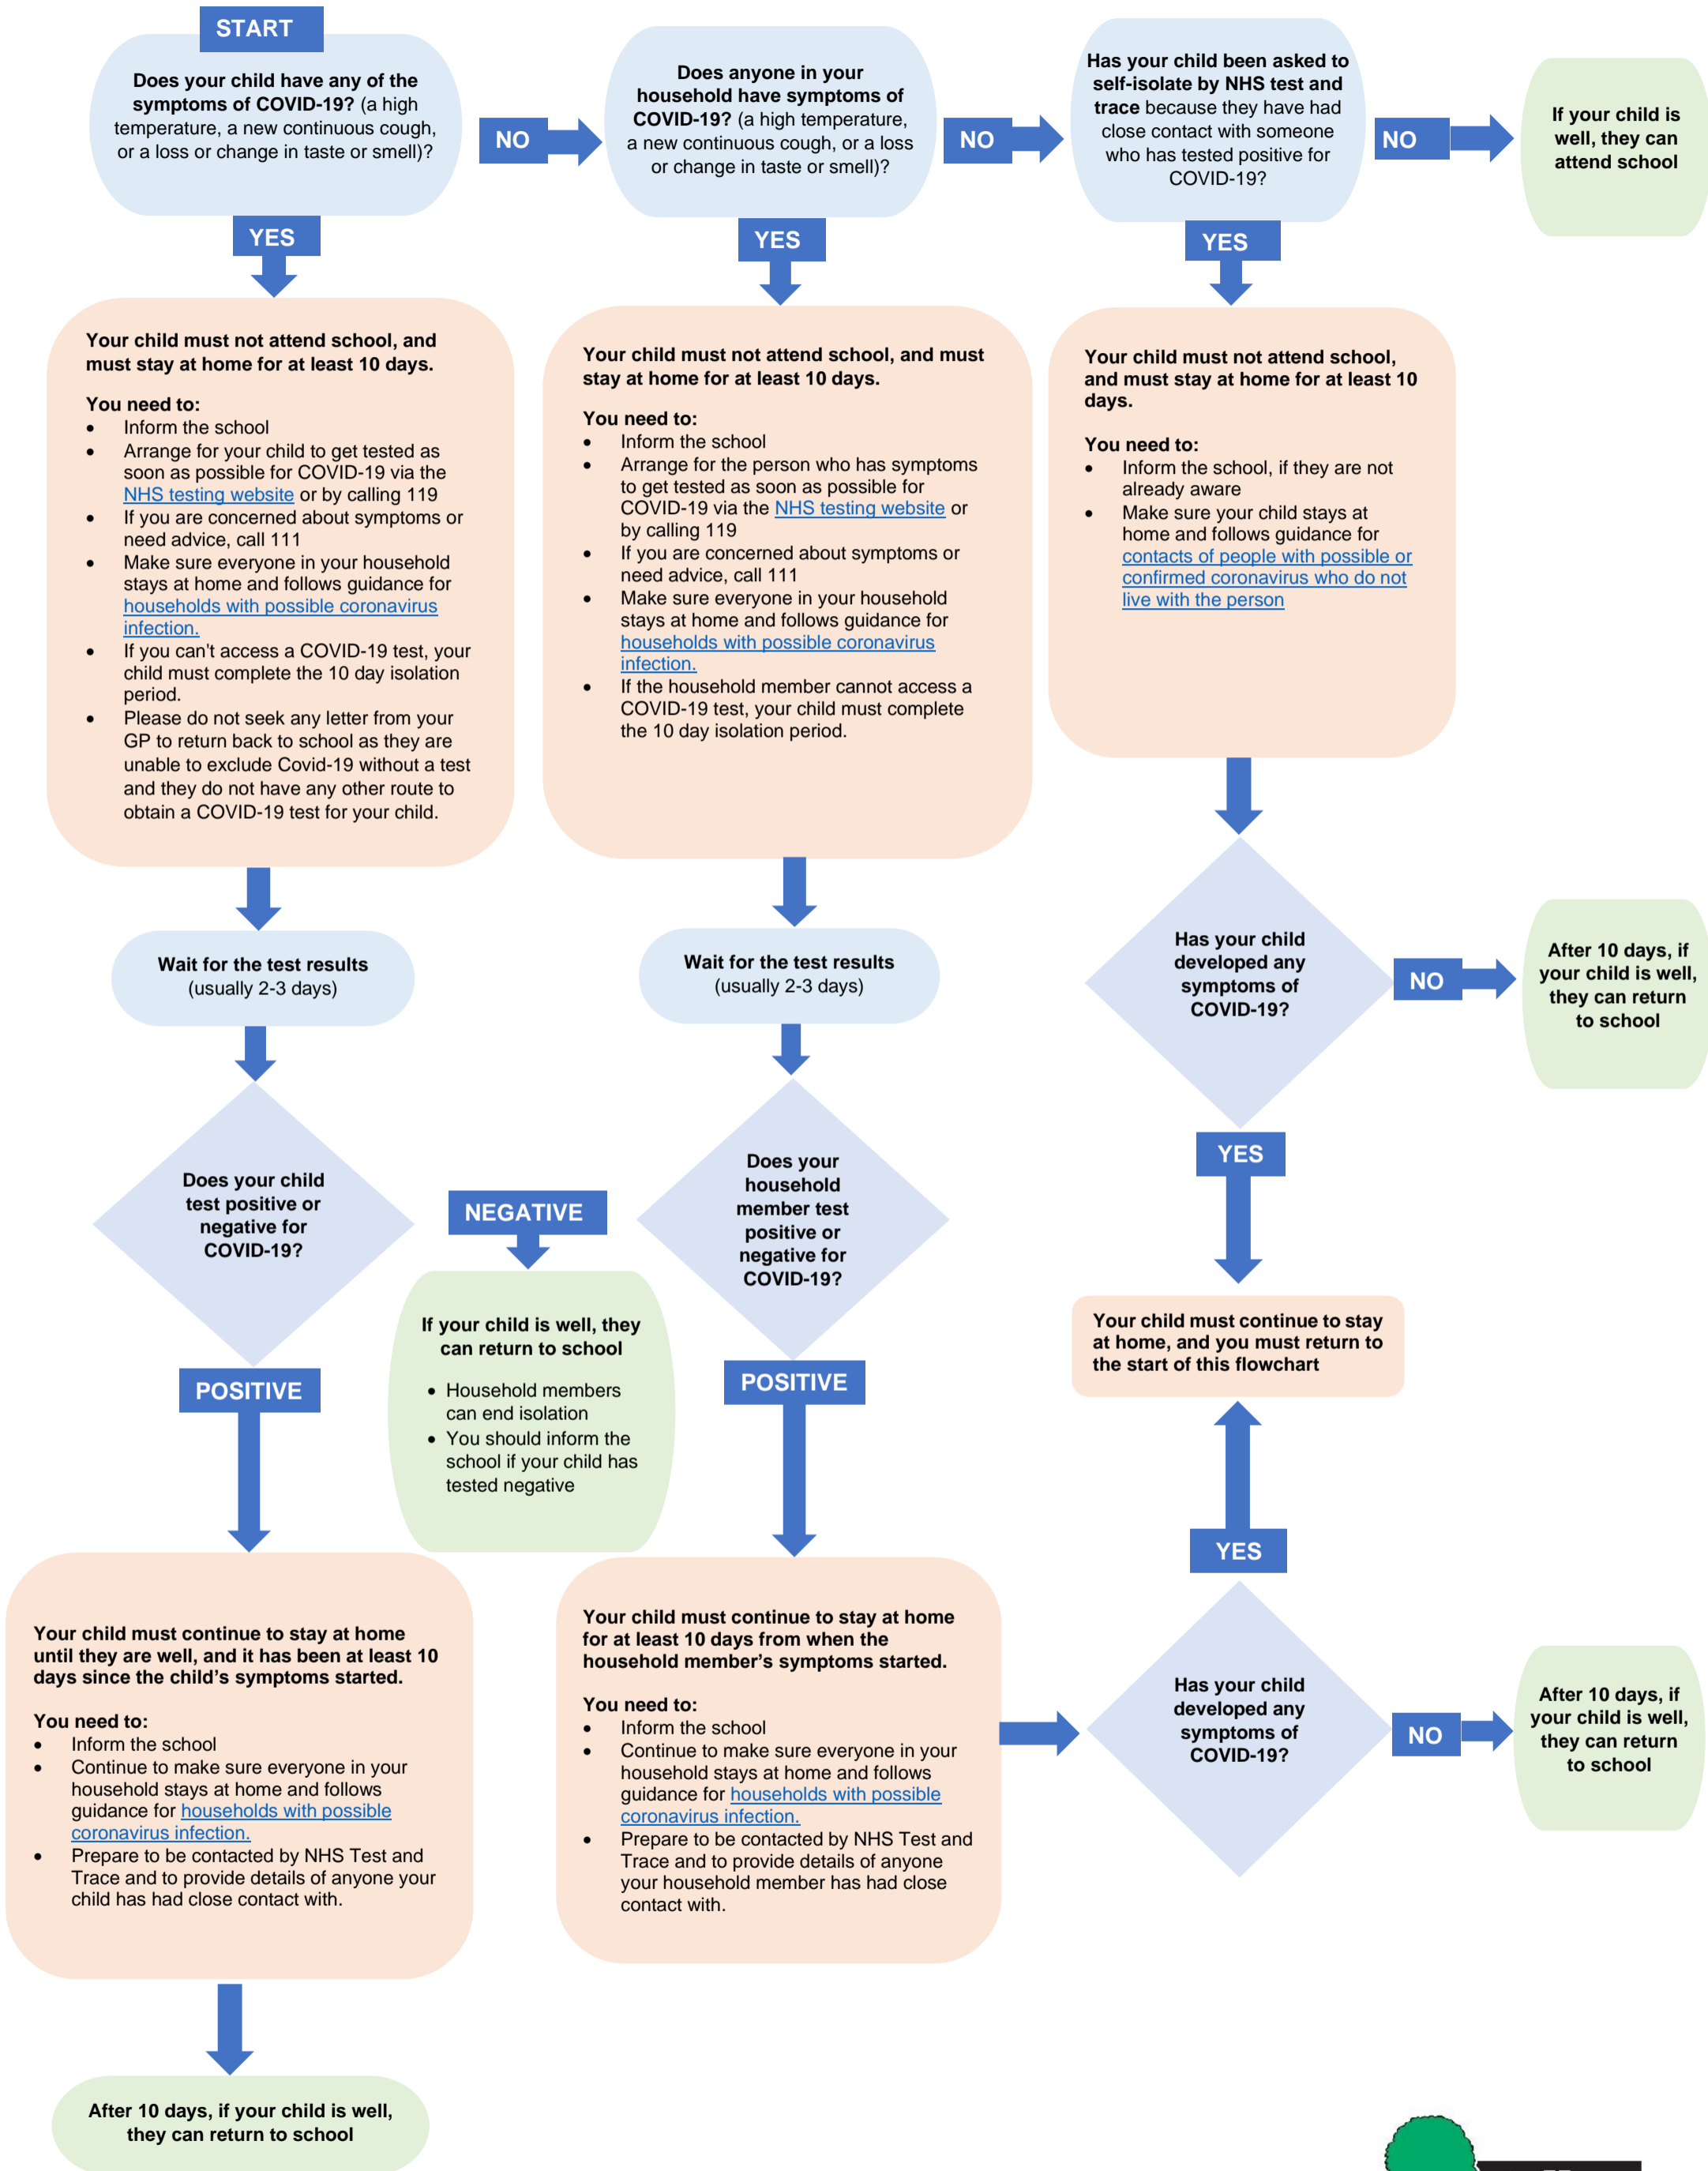 START
Does your child have any of the
symptoms of COVID-19? (a high
temperature, a new continuous cough,
or a loss or change in taste or smell)?
NO
Does anyone in your
household have symptoms of
COVID-19? (a high temperature,
a new continuous cough, or a loss
or change in taste or smell)?
NO
Has your child been asked to
self-isolate by NHS test and
trace because they have had
close contact with someone
who has tested positive for
COVID-19?
NO
If your child is
well, they can
attend school
YES
YES
YES
Your child must not attend school, and
must stay at home for at least 10 days.
You need to:
• Inform the school
• Arrange for your child to get tested as
soon as possible for COVID-19 via the
NHS testing website or by calling 119
• If you are concerned about symptoms or
need advice, call 111
• Make sure everyone in your household
stays at home and follows guidance for
households with possible coronavirus
infection.
• If you can't access a COVID-19 test, your
child must complete the 10 day isolation
period.
• Please do not seek any letter from your
GP to return back to school as they are
unable to exclude Covid-19 without a test
and they do not have any other route to
obtain a COVID-19 test for your child.
Your child must not attend school, and must
stay at home for at least 10 days.
You need to:
• Inform the school
• Arrange for the person who has symptoms
to get tested as soon as possible for
COVID-19 via the NHS testing website or
by calling 119
• If you are concerned about symptoms or
need advice, call 111
• Make sure everyone in your household
stays at home and follows guidance for
households with possible coronavirus
infection.
• If the household member cannot access a
COVID-19 test, your child must complete
the 10 day isolation period.
Your child must not attend school,
and must stay at home for at least 10
days.
You need to:
• Inform the school, if they are not
already aware
• Make sure your child stays at
home and follows guidance for
contacts of people with possible or
confirmed coronavirus who do not
live with the person
Wait for the test results
(usually 2-3 days)
Wait for the test results
(usually 2-3 days)
Has your child
developed any
symptoms of
COVID-19?
NO
After 10 days, if
your child is well,
they can return
to school
YES
Does your child
test positive or
negative for
COVID-19?
NEGATIVE
Does your
household
member test
positive or
negative for
COVID-19?
If your child is well, they
can return to school
• Household members
can end isolation
• You should inform the
school if your child has
tested negative
POSITIVE
POSITIVE
Your child must continue to stay
at home, and you must return to
the start of this flowchart
YES
Your child must continue to stay at home
until they are well, and it has been at least 10
days since the child’s symptoms started.
You need to:
• Inform the school
• Continue to make sure everyone in your
household stays at home and follows
guidance for households with possible
coronavirus infection.
• Prepare to be contacted by NHS Test and
Trace and to provide details of anyone your
child has had close contact with.
Your child must continue to stay at home
for at least 10 days from when the
household member’s symptoms started.
You need to:
• Inform the school
• Continue to make sure everyone in your
household stays at home and follows
guidance for households with possible
coronavirus infection.
• Prepare to be contacted by NHS Test and
Trace and to provide details of anyone
your household member has had close
contact with.
Has your child
developed any
symptoms of
COVID-19?
NO
After 10 days, if
your child is well,
they can return
to school
After 10 days, if your child is well,
they can return to school